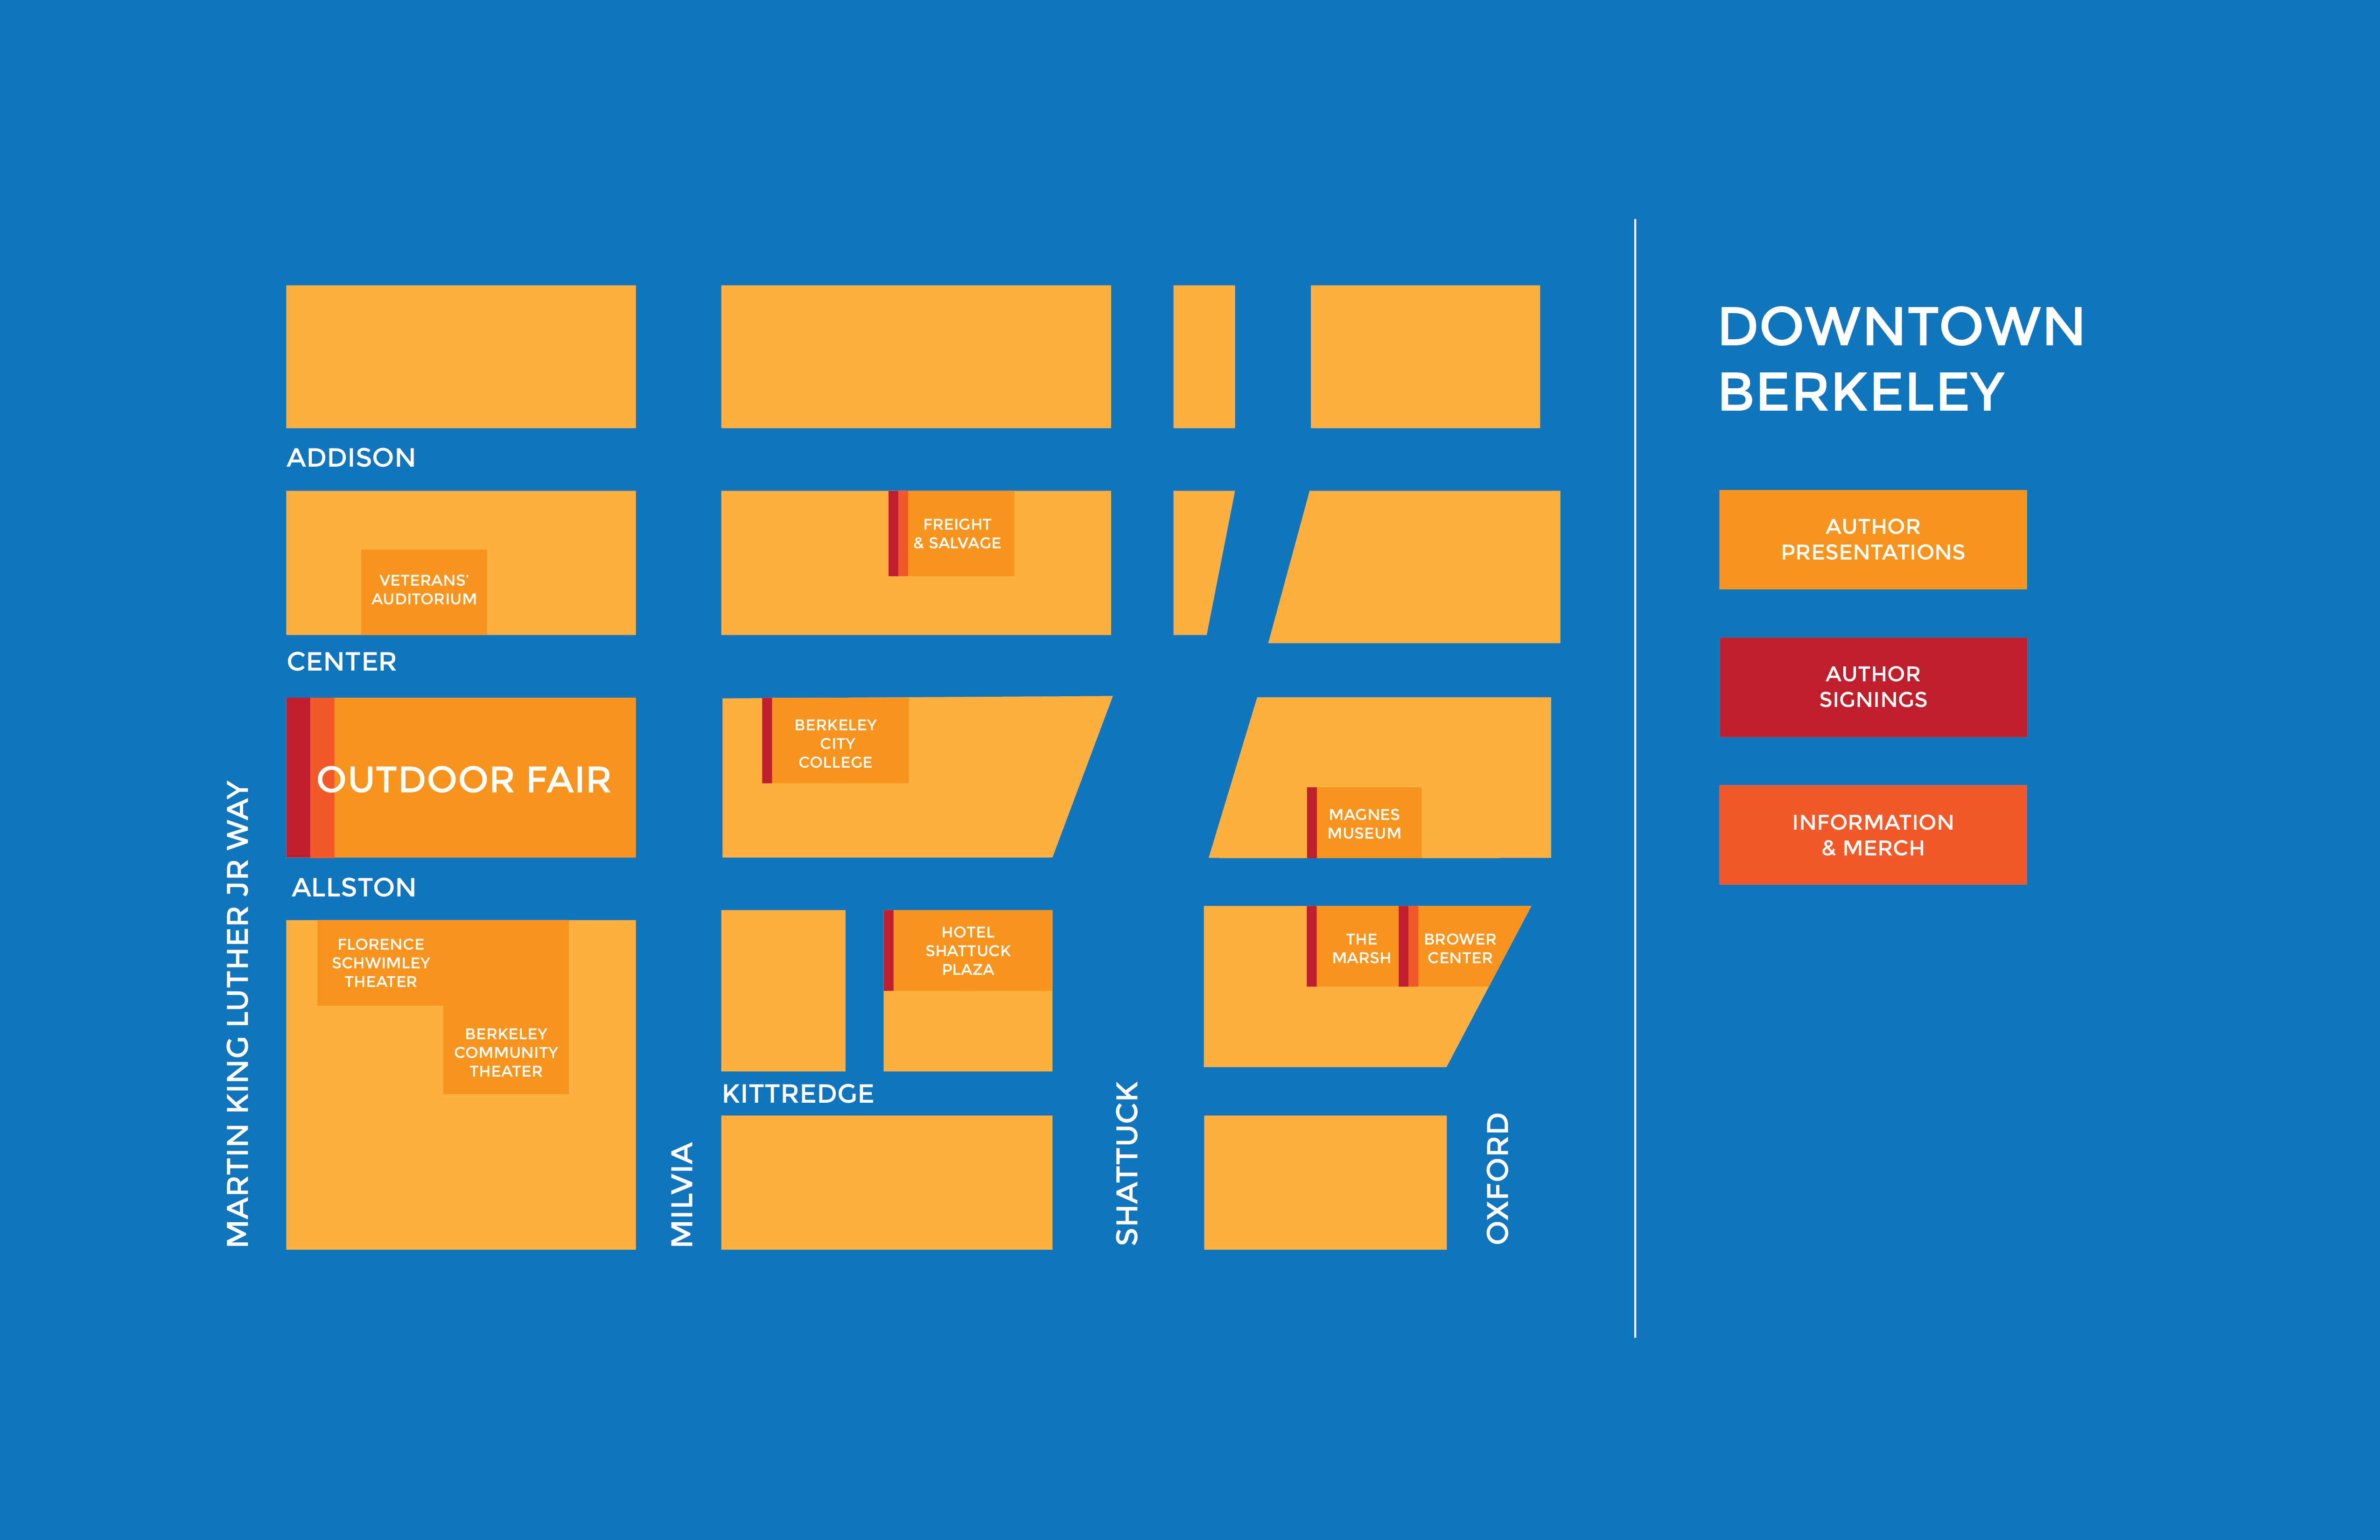 DOWNTOWN
BERKELEY
AUTHOR
PRESENTATIONS
AUTHOR
SIGNINGS
INFORMATION
& MERCH
ADDISON
FREIGHT
& SALVAGE
VETERANS'
AUDITORIUM
CENTER
OUTDOOR FAIR
BERKELEY
CITY
COLLEGE
MAGNES
MUSEUM
ALLSTON
FLORENCE
SCHWIMLEY
THEATER
BERKELEY
COMMUNITY
THEATER
HOTEL
SHATTUCK
PLAZA
THE
MARSH
BROWER
CENTER
KITTREDGE
MARTIN KING LUTHER JR WAY
MILVIA
SHATTUCK
OXFORD